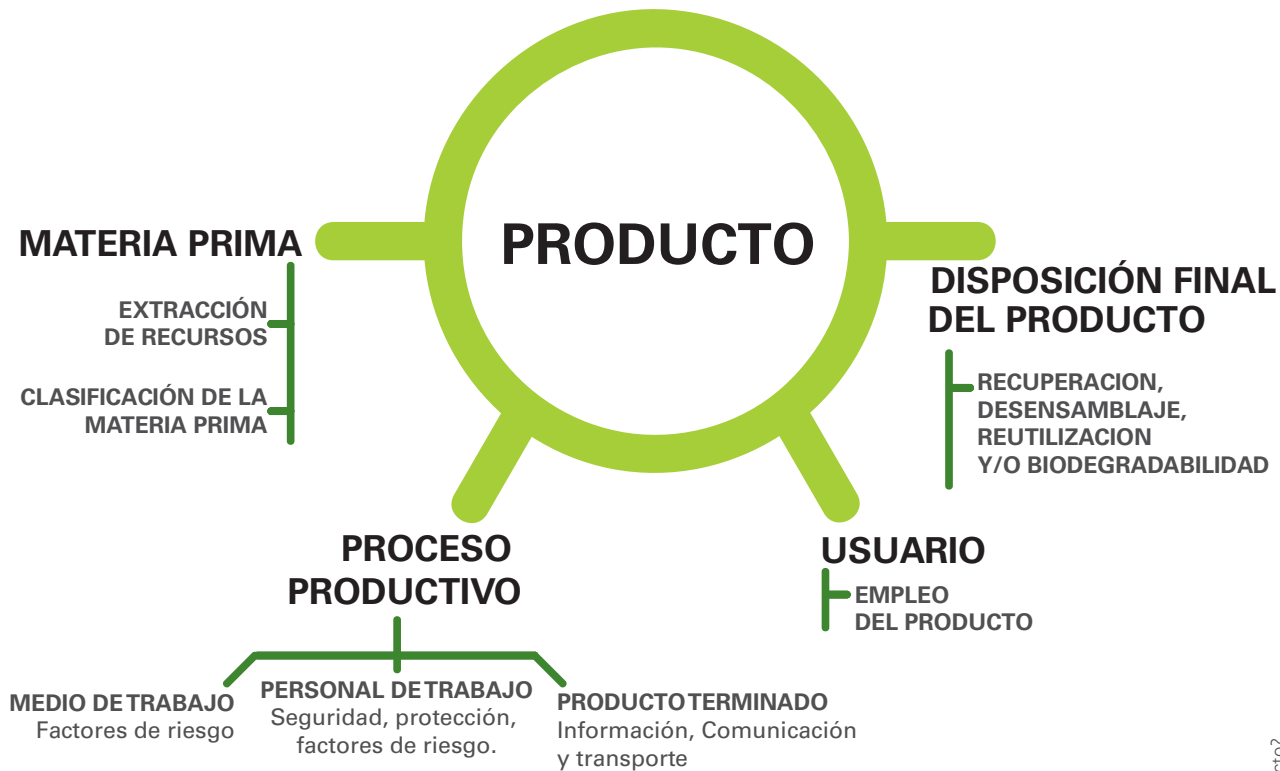 PRODUCTO
MATERIA PRIMA
EXTRACCIÓN
DE RECURSOS
CLASIFICACIÓN DE LA
MATERIA PRIMA
PROCESO
PRODUCTIVO
MEDIO DE TRABAJO
Factores de riesgo
PERSONAL DE TRABAJO
Seguridad, protección,
factores de riesgo.
PRODUCTO TERMINADO
Información, Comunicación
y transporte
USUARIO
EMPLEO
DEL PRODUCTO
DISPOSICIÓN FINAL
DEL PRODUCTO
RECUPERACION,
DESENSAMBLAJE,
REUTILIZACION
Y/O BIODEGRADABILIDAD